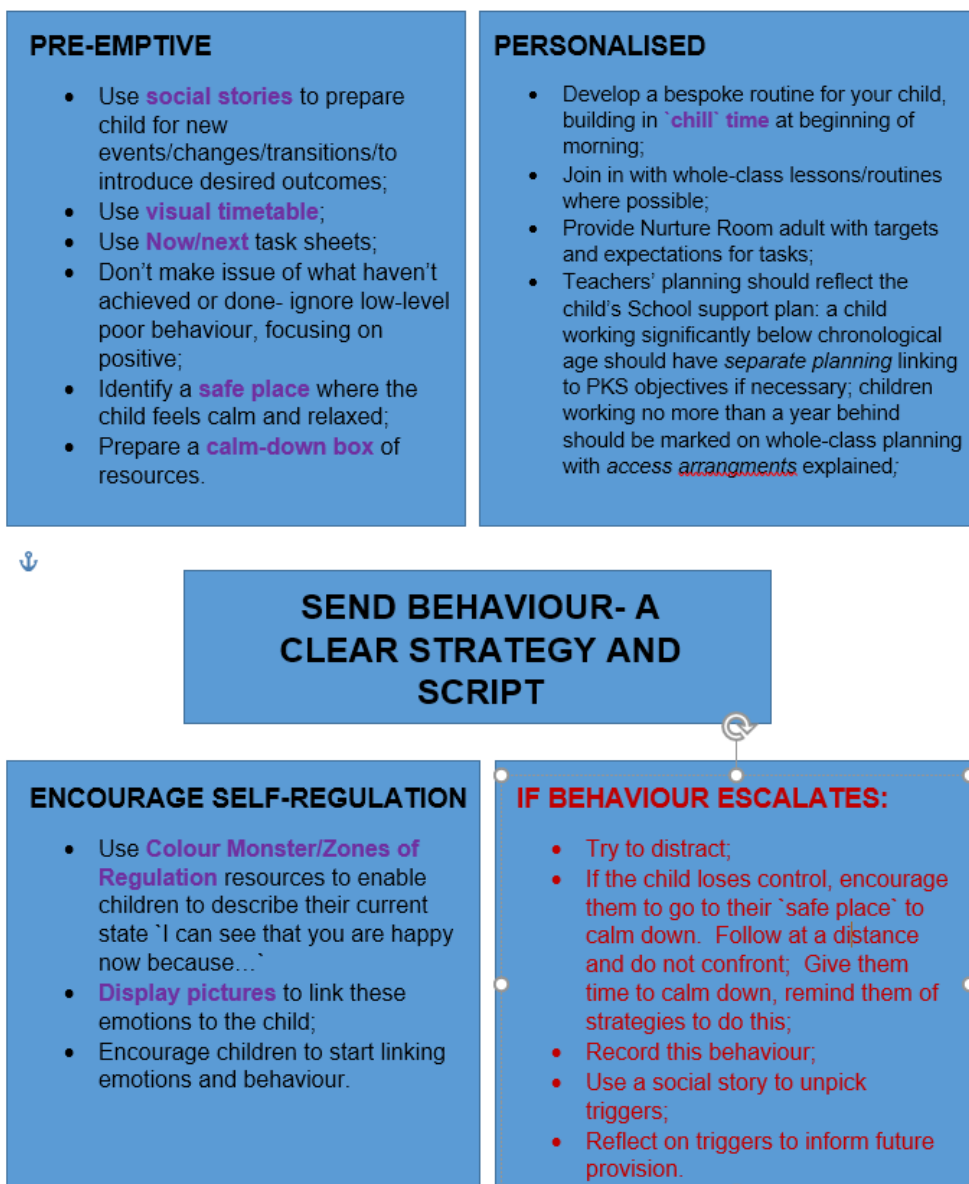 PRE-EMPTIVE
• Use social stories to prepare
child for new
events/changes/transitions/to
introduce desired outcomes;
• Use visual timetable;
• Use Now/next task sheets;
• Don’t make issue of what haven’t
achieved or done- ignore low-level
poor behaviour, focusing on
positive;
• Identify a safe place where the
child feels calm and relaxed;
• Prepare a calm-down box of
resources.
PERSONALISED
• Develop a bespoke routine for your child,
building in `chill` time at beginning of
morning;
• Join in with whole-class lessons/routines
where possible;
• Provide Nurture Room adult with targets
and expectations for tasks;
• Teachers’ planning should reflect the
child’s School support plan: a child
working significantly below chronological
age should have separate planning linking
to PKS objectives if necessary; children
working no more than a year behind
should be marked on whole-class planning
with access arrangments explained;
SEND BEHAVIOUR- A
CLEAR STRATEGY AND
SCRIPT
ENCOURAGE SELF-REGULATION
• Use Colour Monster/Zones of
Regulation resources to enable
children to describe their current
state `I can see that you are happy
now because…`
• Display pictures to link these
emotions to the child;
• Encourage children to start linking
emotions and behaviour.
IF BEHAVIOUR ESCALATES:
• Try to distract;
• If the child loses control, encourage
them to go to their `safe place` to
calm down.  Follow at a distance
and do not confront;  Give them
time to calm down, remind them of
strategies to do this;
• Record this behaviour;
• Use a social story to unpick
triggers;
• Reflect on triggers to inform future
provision.